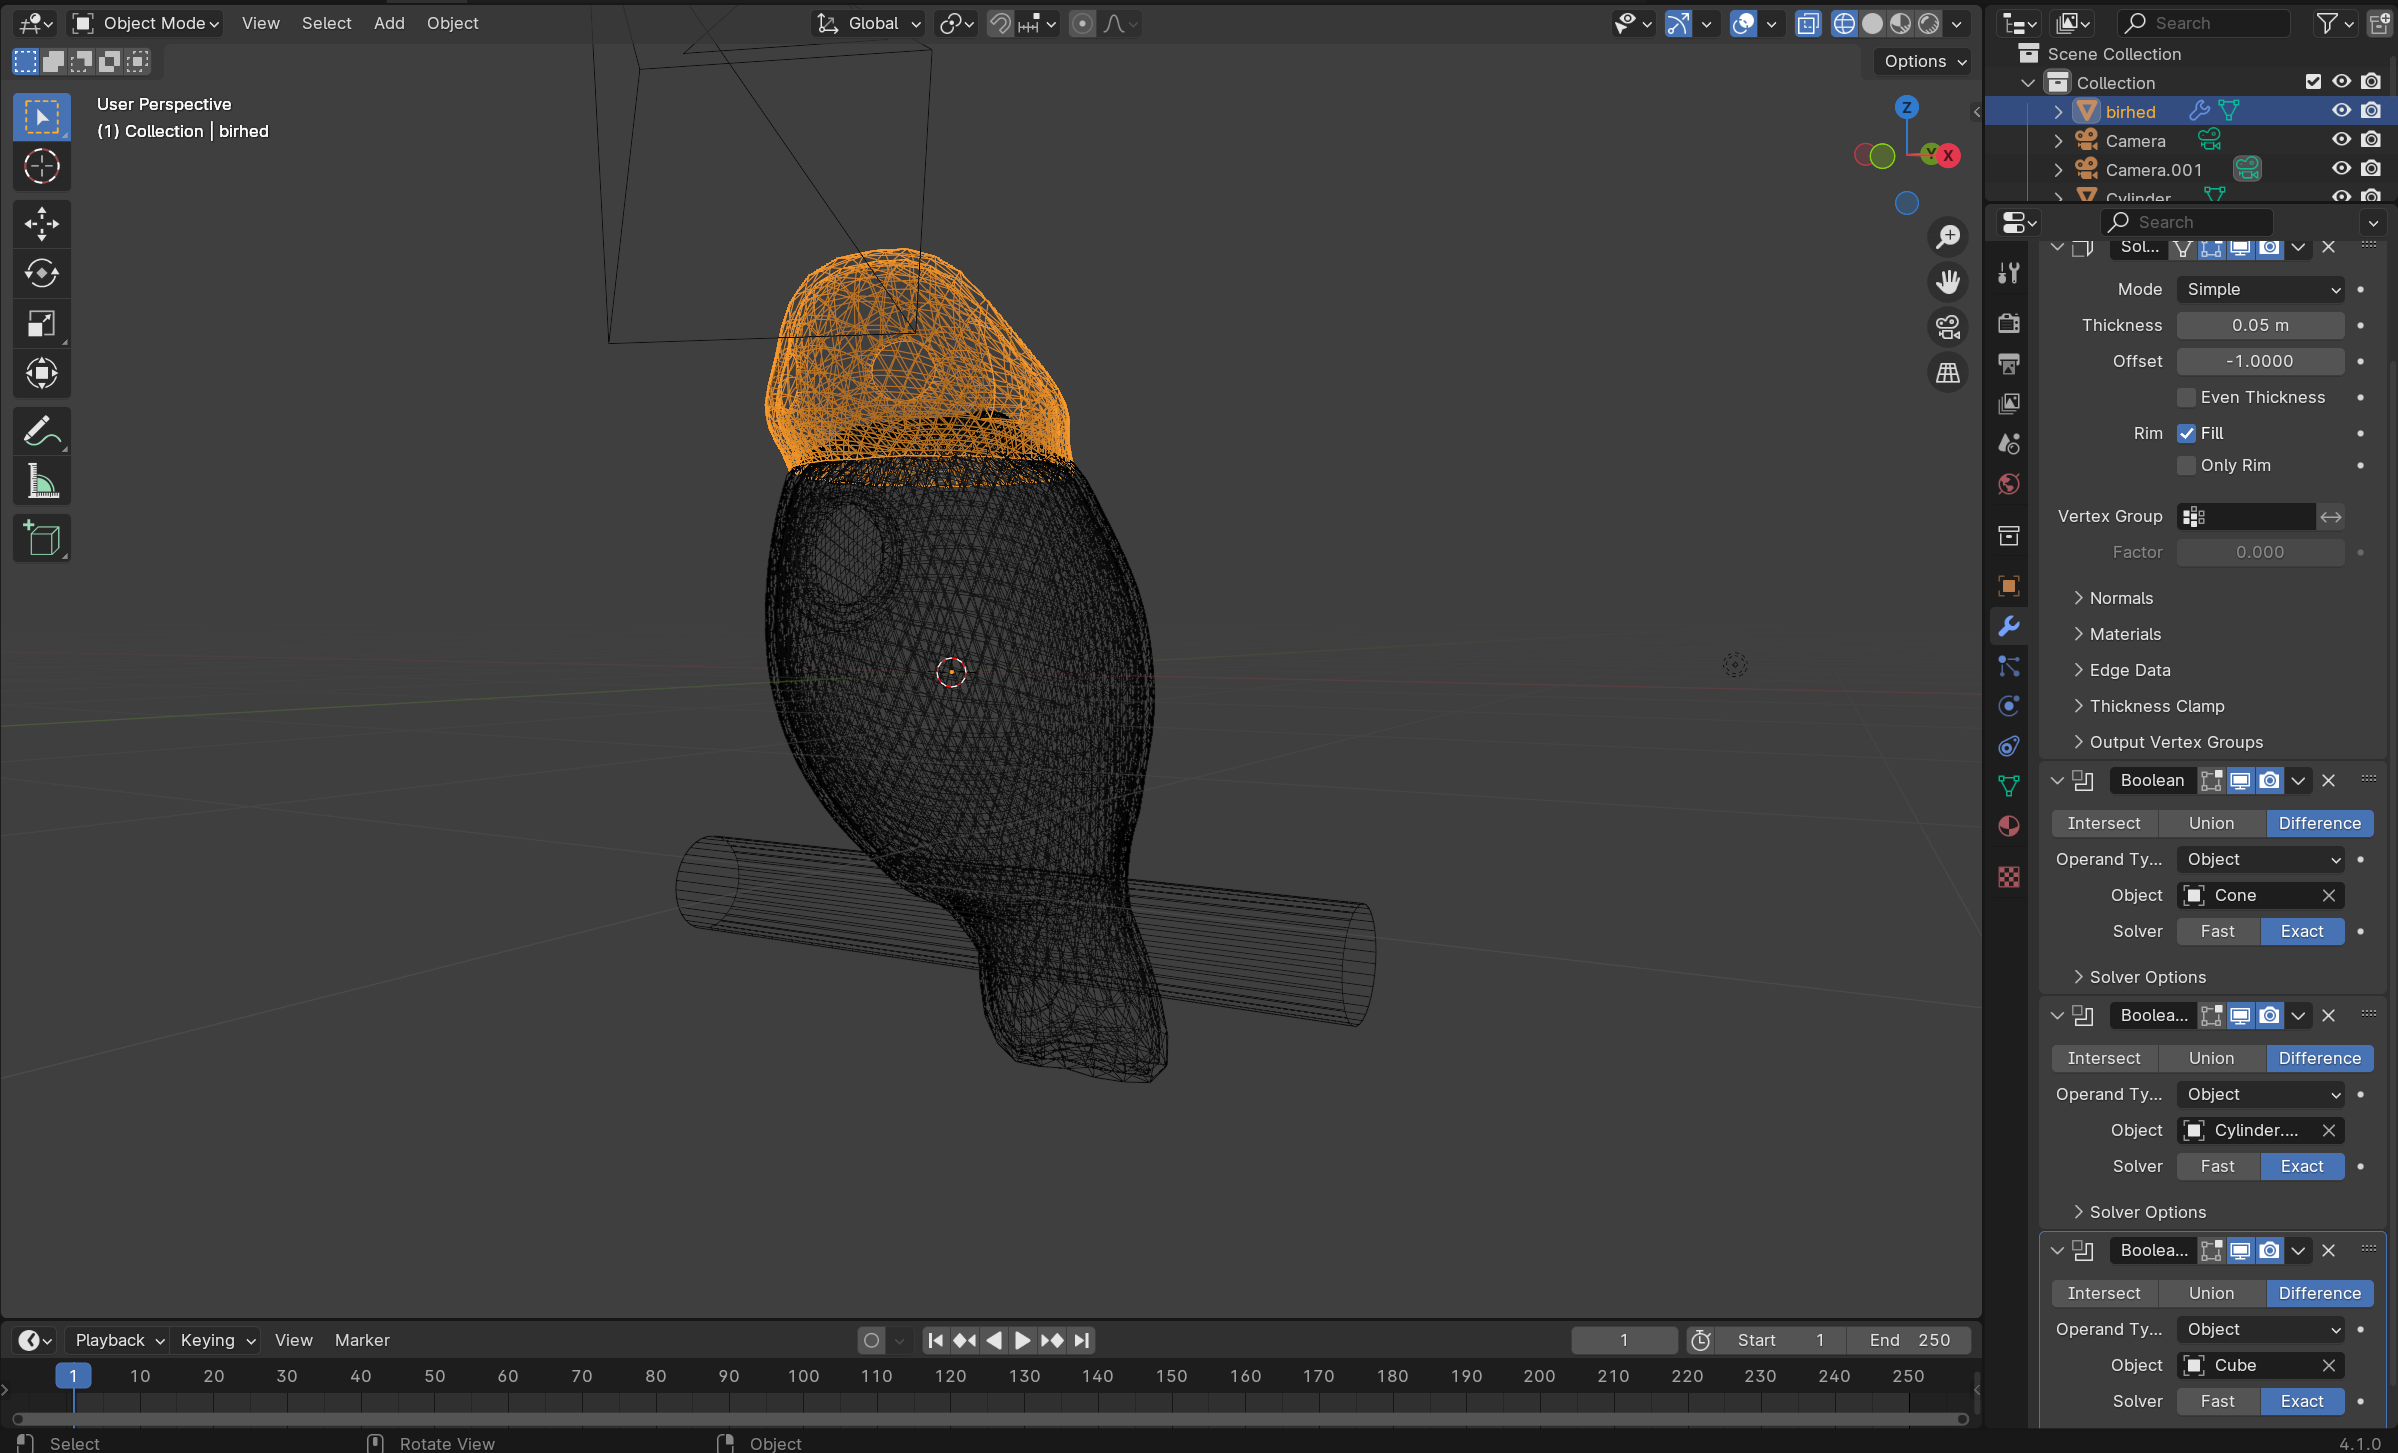 Object Mode View Select Add Object Global
Search
Options
User Perspective
(1) Collection | birhed
Z
Y X
Scene Collection
Collection
birhed
Camera
Camera.001
Cylinder
Search
Sol...
Mode Simple
Thickness 0.05 m
Offset -1.0000
Even Thickness
Rim Fill
Only Rim
Vertex Group
Factor 0.000
Normals
Materials
Edge Data
Thickness Clamp
Output Vertex Groups
Boolean
Intersect Union Difference
Operand Ty... Object
Object Cone
Solver Fast Exact
Solver Options
Boolea...
Intersect Union Difference
Operand Ty... Object
Object Cylinder....
Solver Fast Exact
Solver Options
Boolea...
Intersect Union Difference
Operand Ty... Object
Object Cube
Solver Fast Exact
Playback Keying View Marker 1 Start 1 End 250
1 10 20 30 40 50 60 70 80 90 100 110 120 130 140 150 160 170 180 190 200 210 220 230 240 250
Select Rotate View Object 4.1.0